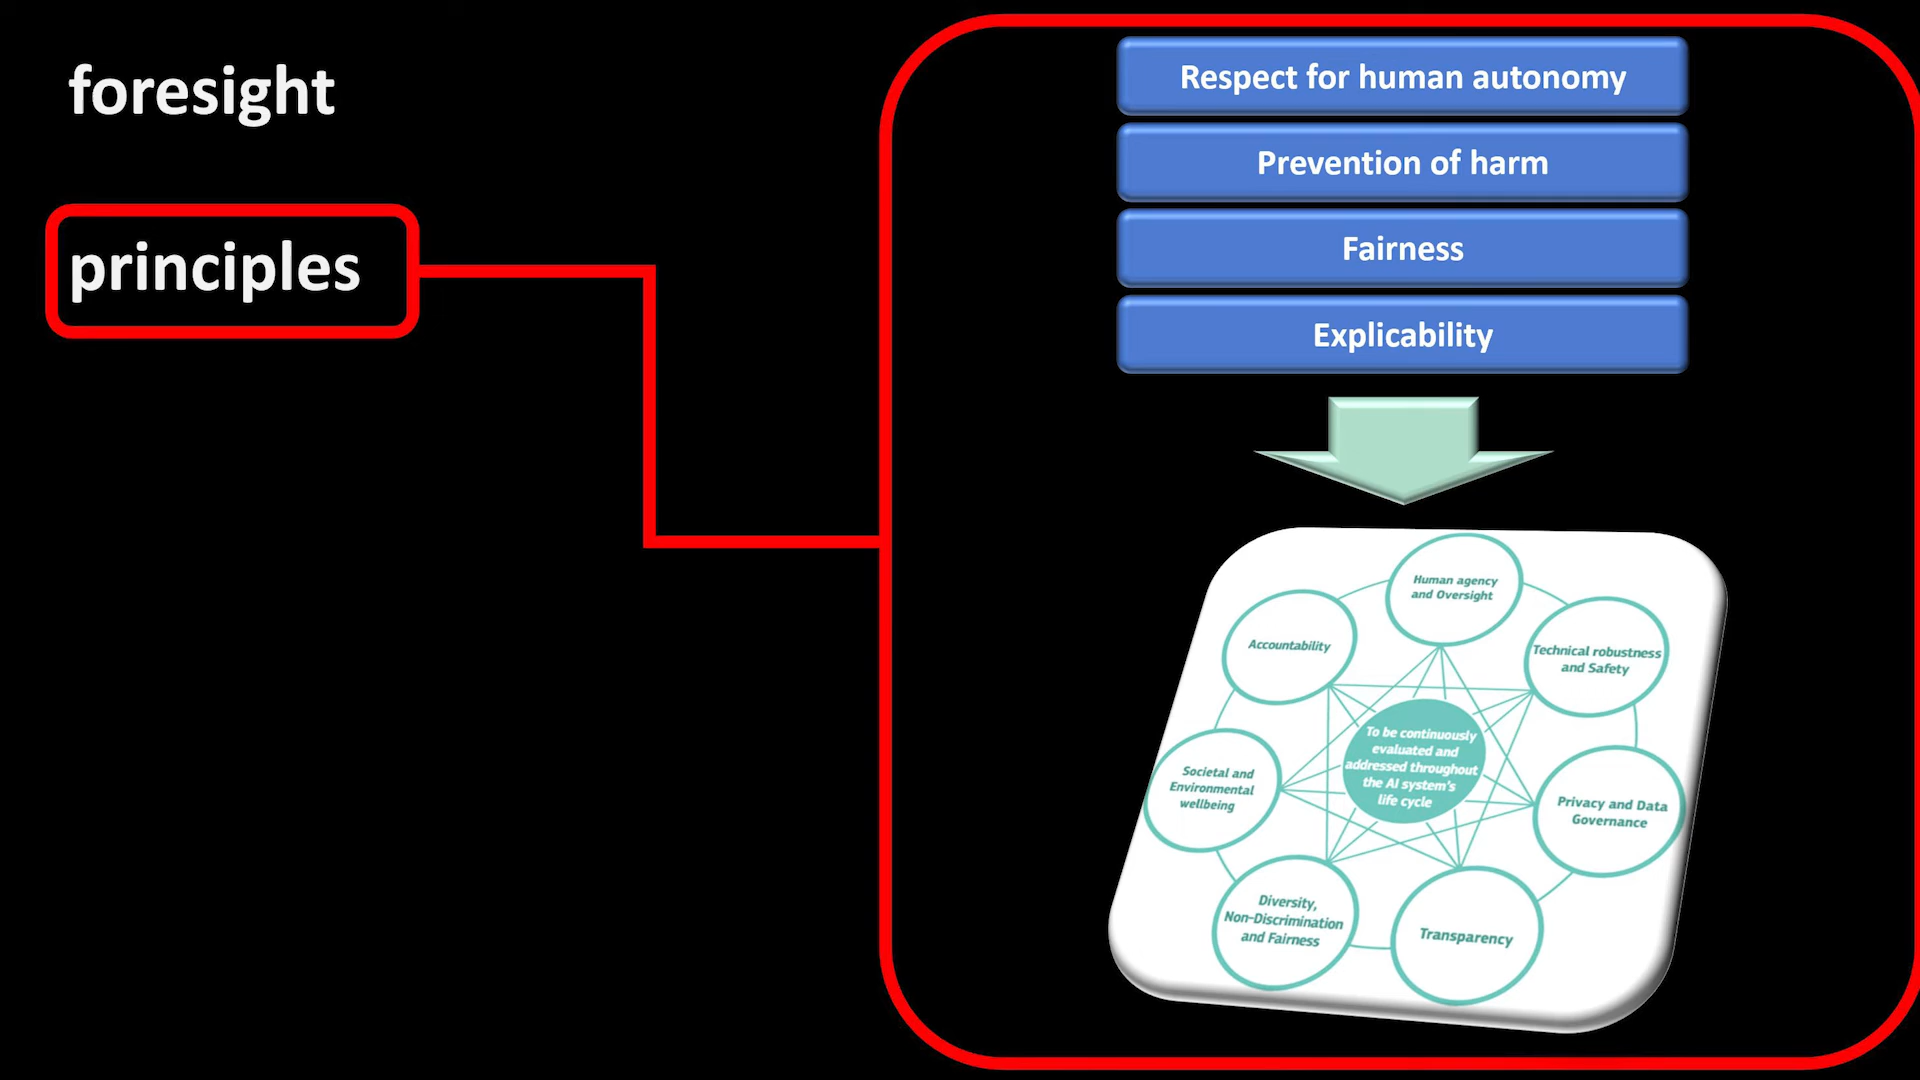 foresight
principles
Respect for human autonomy
Prevention of harm
Fairness
Explicability
Human agency
and Oversight
Technical robustness
and Safety
Privacy and Data
Governance
Transparency
Diversity,
Non-Discrimination
and Fairness
Societal and
Environmental
wellbeing
Accountability
To be continuously
evaluated and
addressed throughout
the AI system's
life cycle